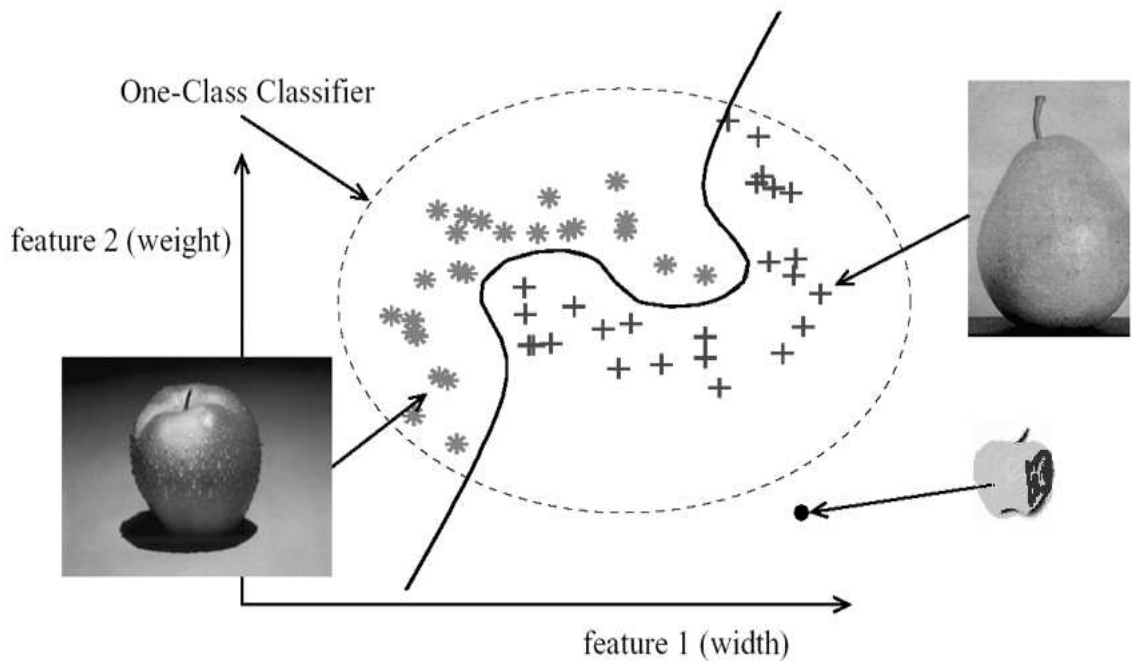 One-Class Classifier
feature 2 (weight)
feature 1 (width)